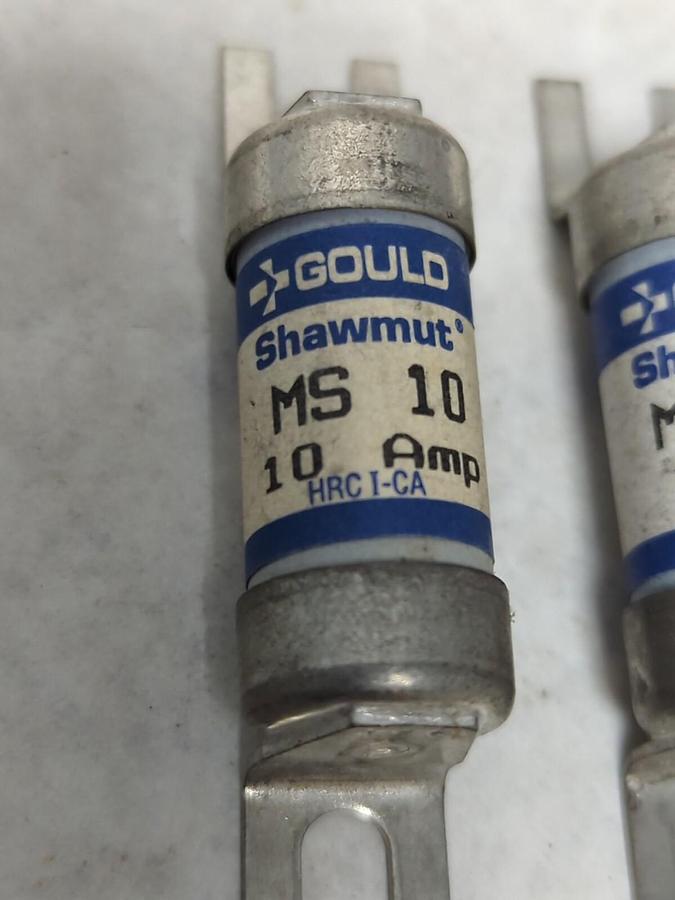 GOULD
Shawmut®
MS 10
10 Amp
HRC I-CA